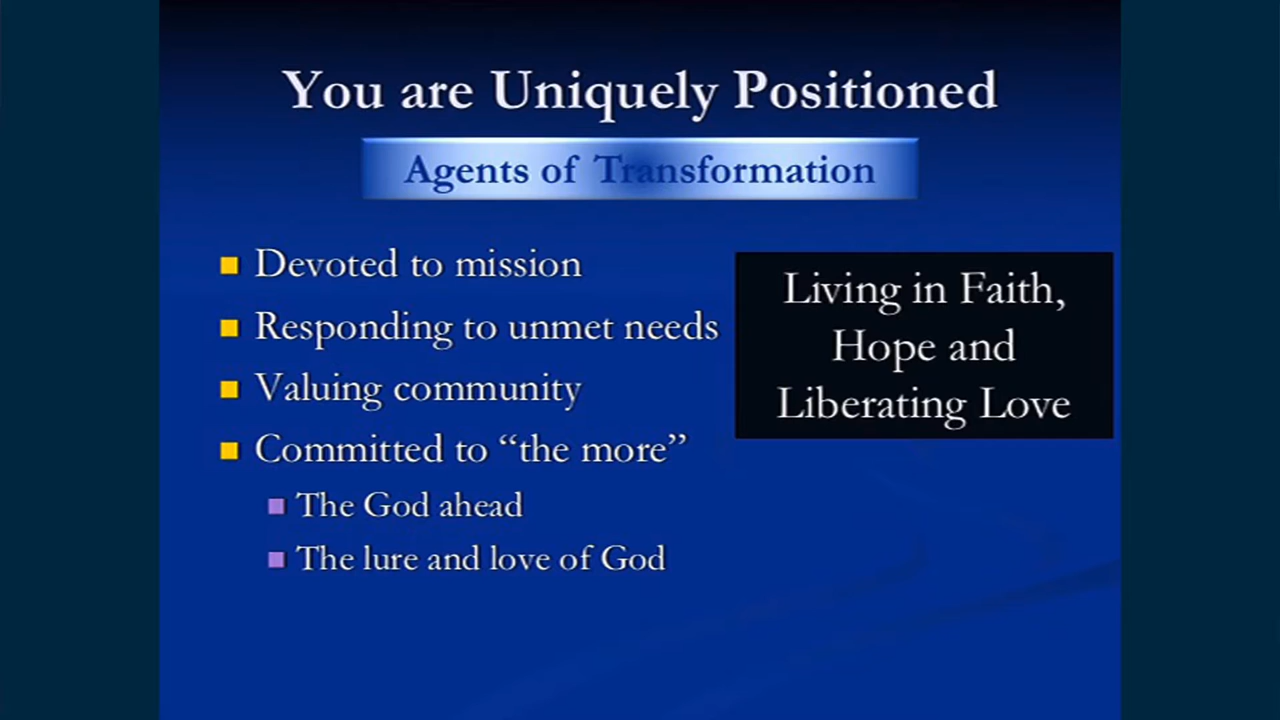 You are Uniquely Positioned
Agents of Transformation
Devoted to mission
Responding to unmet needs
Valuing community
Committed to “the more”
The God ahead
The lure and love of God
Living in Faith,
Hope and
Liberating Love